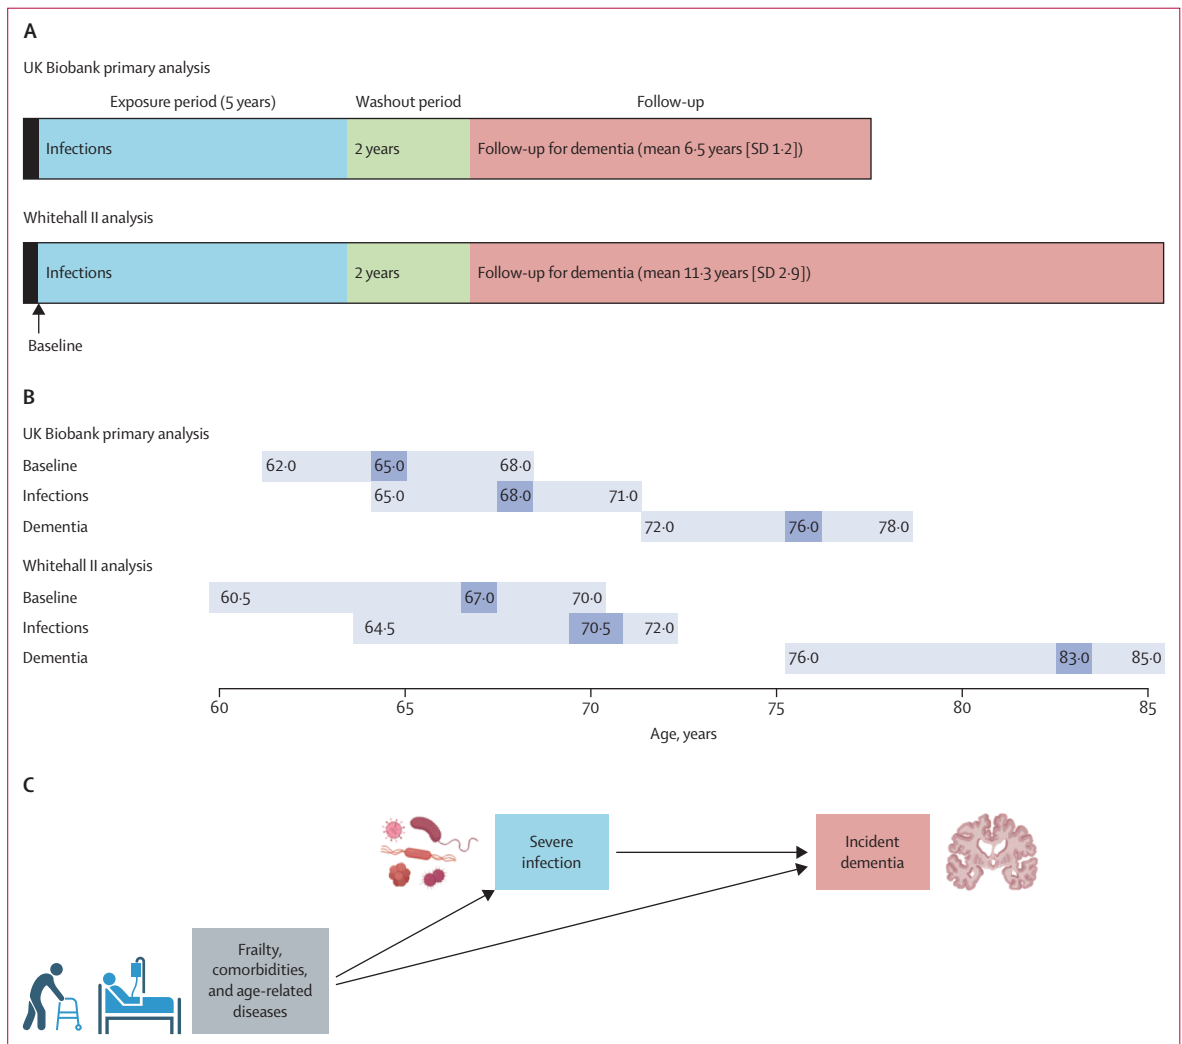 A
UK Biobank primary analysis
Exposure period (5 years) Washout period Follow-up
Infections 2 years Follow-up for dementia (mean 6·5 years [SD 1·2])
Whitehall II analysis
Infections 2 years Follow-up for dementia (mean 11·3 years [SD 2·9])
Baseline
B
UK Biobank primary analysis
Baseline 62·0 65·0 68·0
Infections 65·0 68·0 71·0
Dementia 72·0 76·0 78·0
Whitehall II analysis
Baseline 60·5 67·0 70·0
Infections 64·5 70·5 72·0
Dementia 76·0 83·0 85·0
60 65 70 75 80 85
Age, years
C
Severe
infection
Incident
dementia
Frailty,
comorbidities,
and age-related
diseases